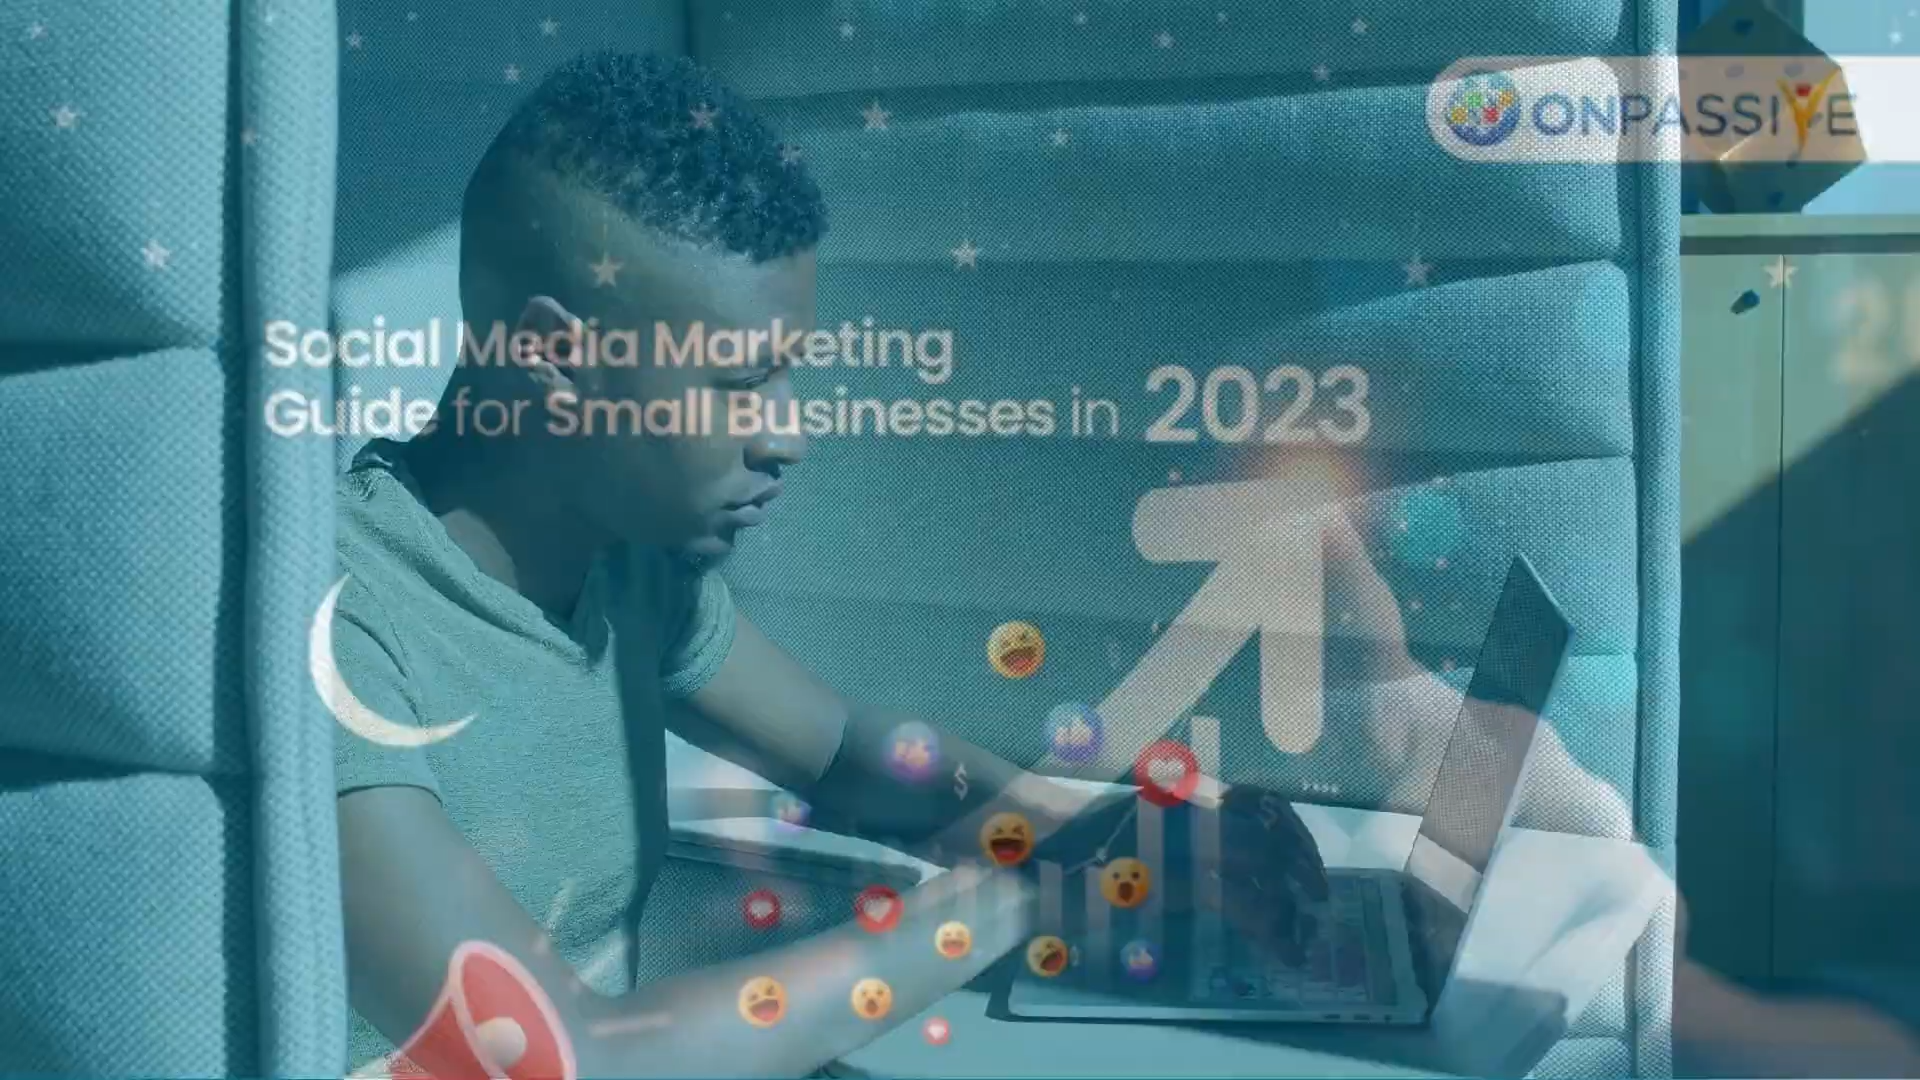 ONPASSIVE
Social Media Marketing
Guide for Small Businesses in 2023